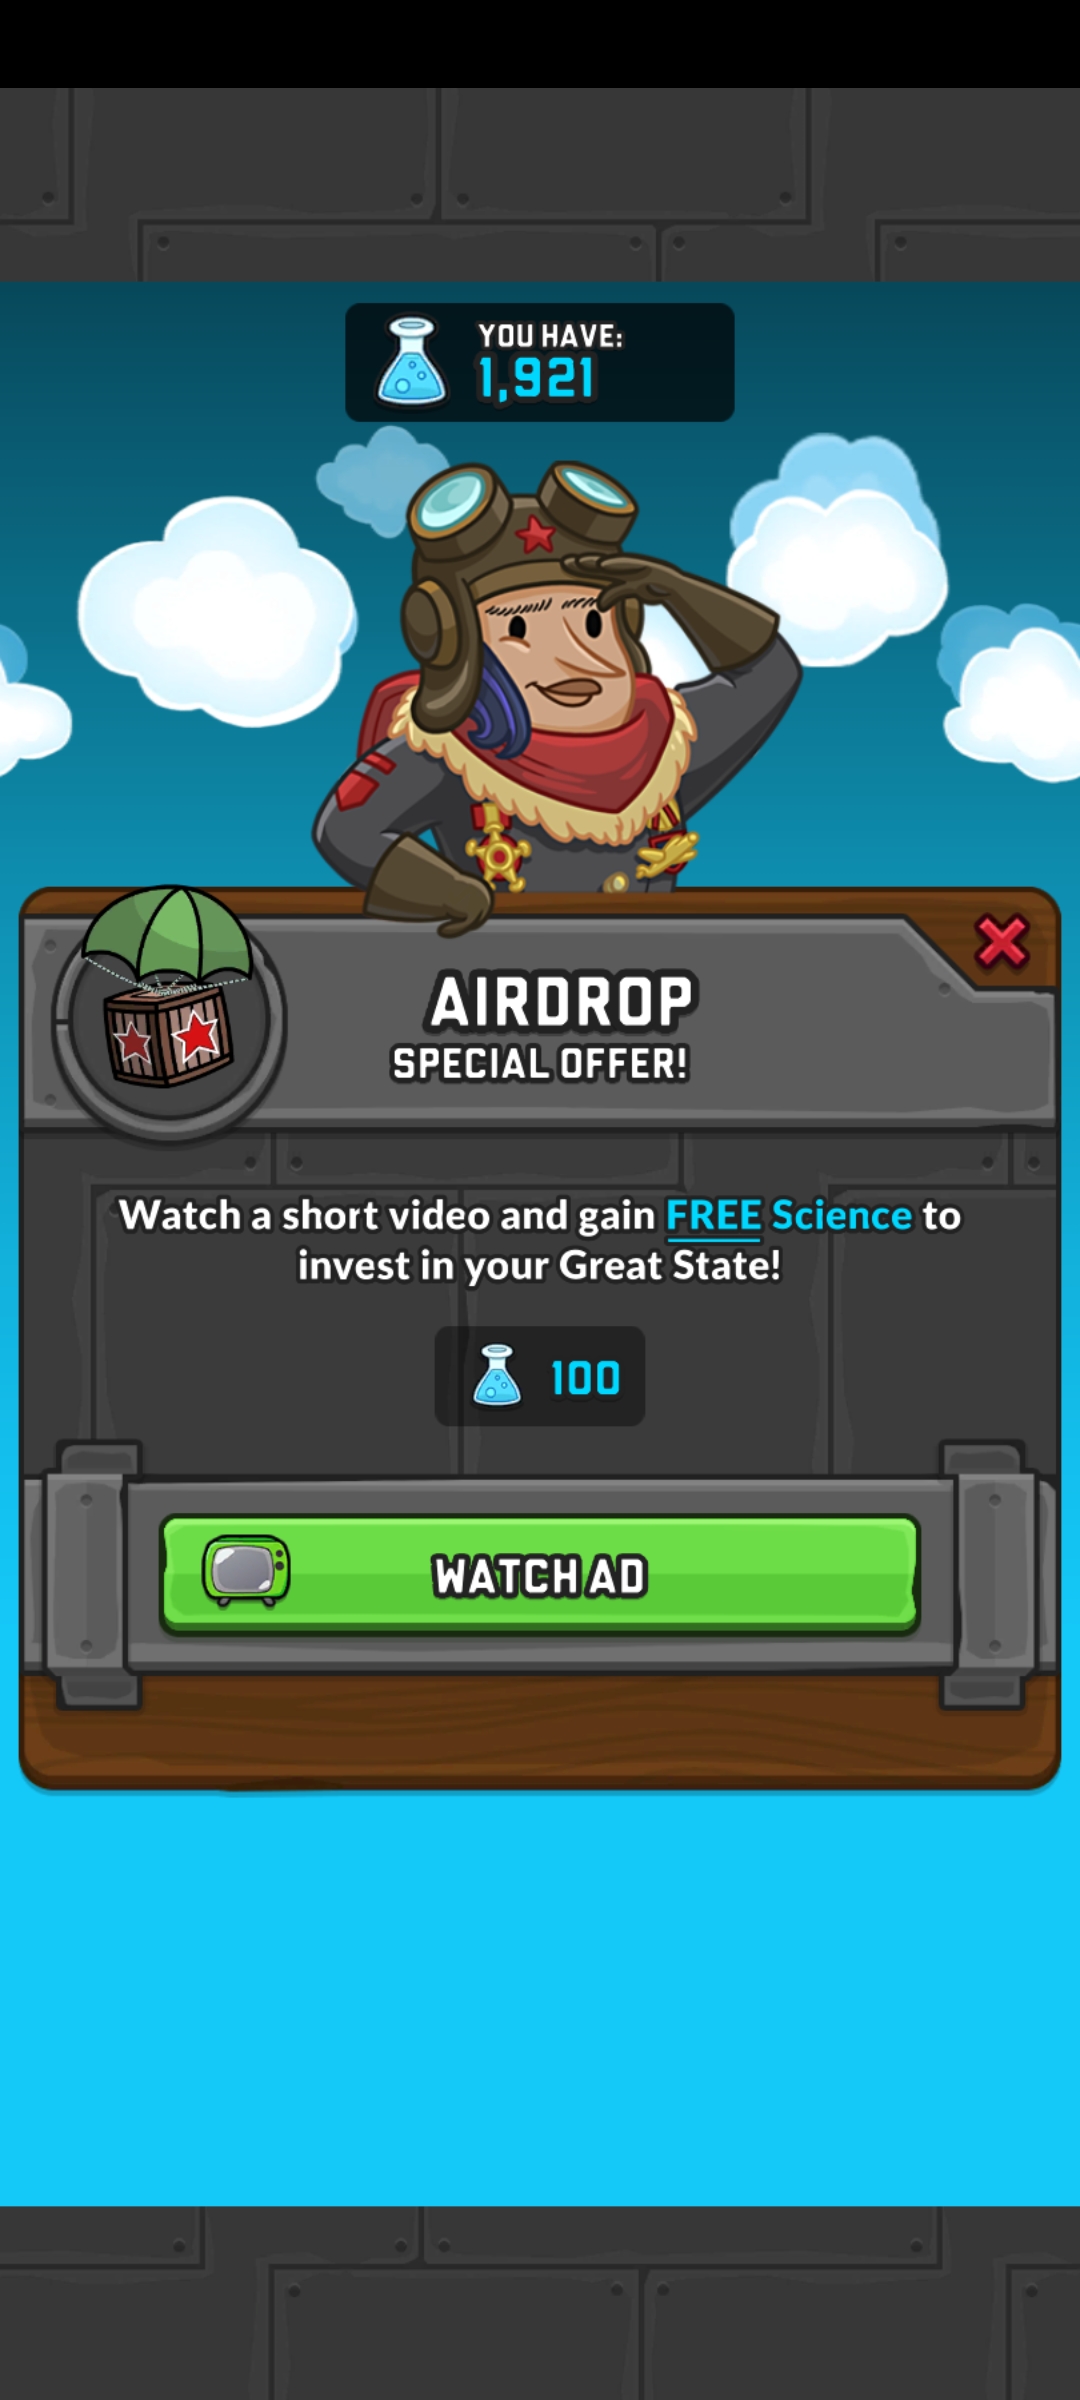 YOU HAVE:
1,921
AIRDROP
SPECIAL OFFER!
Watch a short video and gain FREE Science to
invest in your Great State!
100
WATCH AD